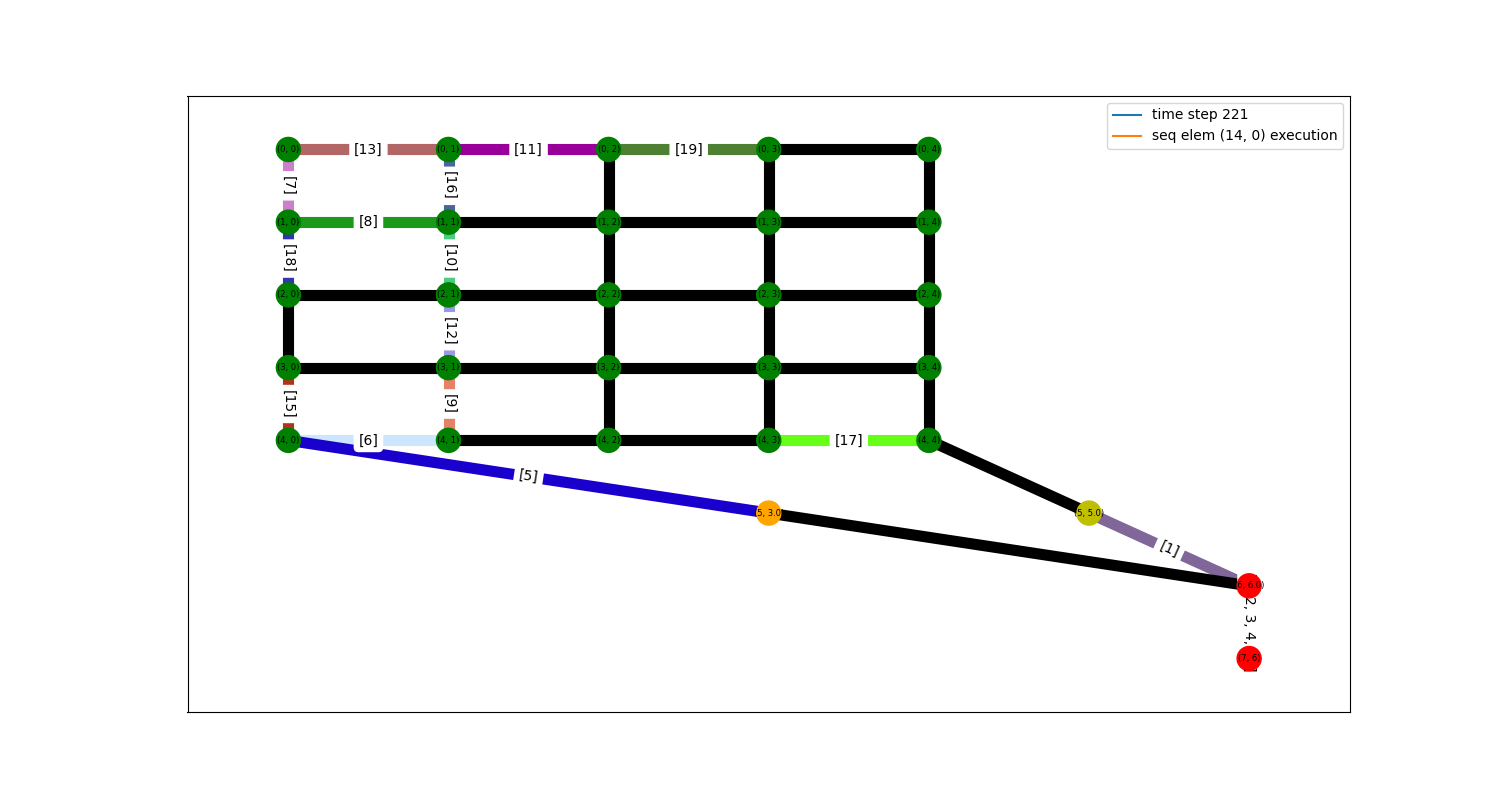 time step 221
seq elem (14, 0) execution
(0, 0) [13] (0, 1) [11] (0, 2) [19] (0, 3) (0, 4)
[7] [16]
(1, 0) [8] (1, 1) (1, 2) (1, 3) (1, 4)
[18] [10]
(2, 0) (2, 1) (2, 2) (2, 3) (2, 4)
[12]
(3, 0) (3, 1) (3, 2) (3, 3) (3, 4)
[15] [9]
(4, 0) [6] (4, 1) (4, 2) (4, 3) [17] (4, 4)
[5]
(5, 3.0) (5, 5.0)
[1]
(6, 6.0)
2, 3, 4,
(7, 6)